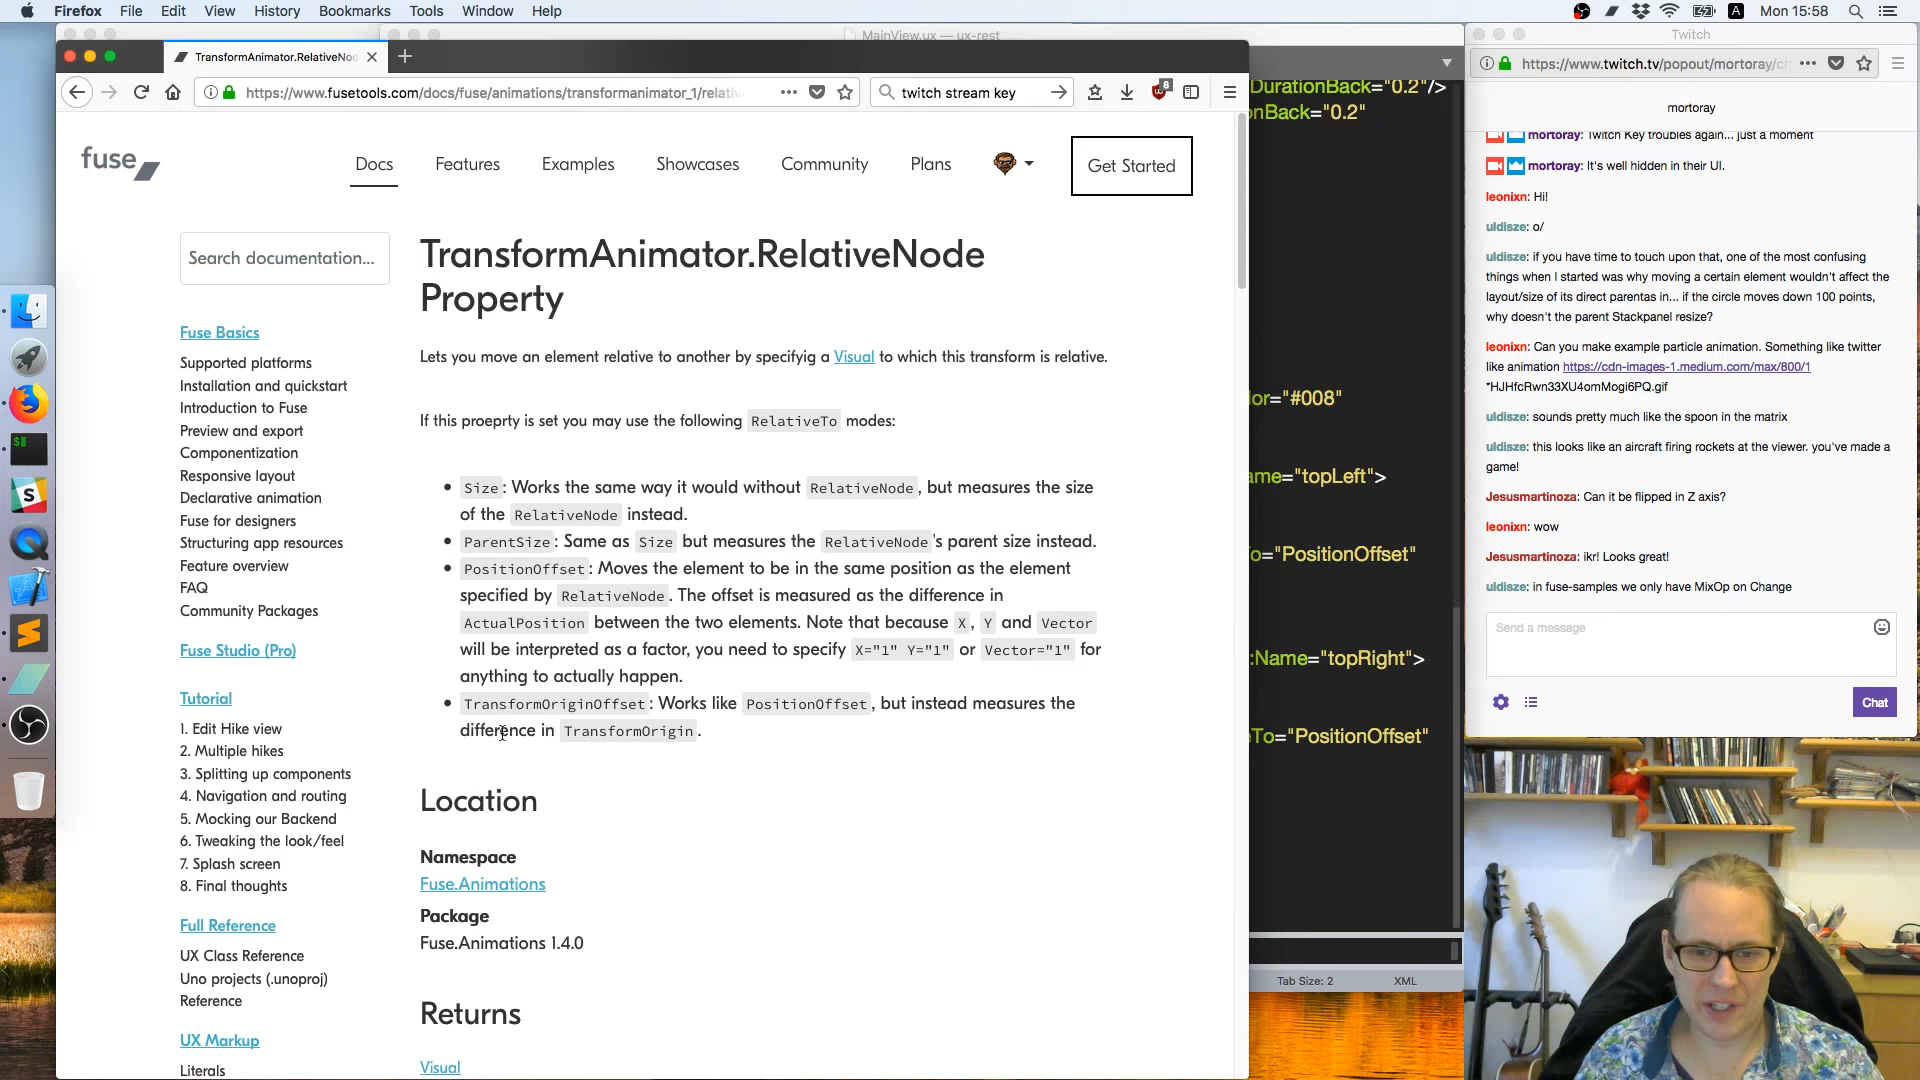 Firefox File Edit View History Bookmarks Tools Window Help
A Mon 15:58
MainView.ux — ux-rest
Twitch
TransformAnimator.RelativeNod
https://www.fusetools.com/docs/fuse/animations/transformanimator_1/relativ
twitch stream key
8
https://www.twitch.tv/popout/mortoray/c
fuse
Docs Features Examples Showcases Community Plans Get Started
Search documentation...
Fuse Basics
Supported platforms
Installation and quickstart
Introduction to Fuse
Preview and export
Componentization
Responsive layout
Declarative animation
Fuse for designers
Structuring app resources
Feature overview
FAQ
Community Packages
Fuse Studio (Pro)
Tutorial
1. Edit Hike view
2. Multiple hikes
3. Splitting up components
4. Navigation and routing
5. Mocking our Backend
6. Tweaking the look/feel
7. Splash screen
8. Final thoughts
Full Reference
UX Class Reference
Uno projects (.unoproj)
Reference
UX Markup
Literals
TransformAnimator.RelativeNode
Property
Lets you move an element relative to another by specifyig a Visual to which this transform is relative.
If this proeprty is set you may use the following RelativeTo modes:
• Size: Works the same way it would without RelativeNode, but measures the size
of the RelativeNode instead.
• ParentSize: Same as Size but measures the RelativeNode's parent size instead.
• PositionOffset: Moves the element to be in the same position as the element
specified by RelativeNode. The offset is measured as the difference in
ActualPosition between the two elements. Note that because X, Y and Vector
will be interpreted as a factor, you need to specify X="1" Y="1" or Vector="1" for
anything to actually happen.
• TransformOriginOffset: Works like PositionOffset, but instead measures the
difference in TransformOrigin.
Location
Namespace
Fuse.Animations
Package
Fuse.Animations 1.4.0
Returns
Visual
DurationBack="0.2"/>
onBack="0.2"
lor="#008"
ame="topLeft">
o="PositionOffset"
:Name="topRight">
eTo="PositionOffset"
Tab Size: 2 XML
mortoray
mortoray: Twitch Key troubles again... just a moment
mortoray: It's well hidden in their UI.
leonixn: Hi!
uldisze: o/
uldisze: if you have time to touch upon that, one of the most confusing
things when I started was why moving a certain element wouldn't affect the
layout/size of its direct parentas in... if the circle moves down 100 points,
why doesn't the parent Stackpanel resize?
leonixn: Can you make example particle animation. Something like twitter
like animation https://cdn-images-1.medium.com/max/800/1
*HJHfcRwn33XU4omMogi6PQ.gif
uldisze: sounds pretty much like the spoon in the matrix
uldisze: this looks like an aircraft firing rockets at the viewer. you've made a
game!
Jesusmartinoza: Can it be flipped in Z axis?
leonixn: wow
Jesusmartinoza: ikr! Looks great!
uldisze: in fuse-samples we only have MixOp on Change
Send a message
Chat